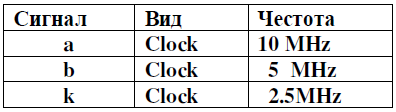 Сигнал Вид Честота
a Clock 10 MHz
b Clock 5 MHz
k Clock 2.5MHz